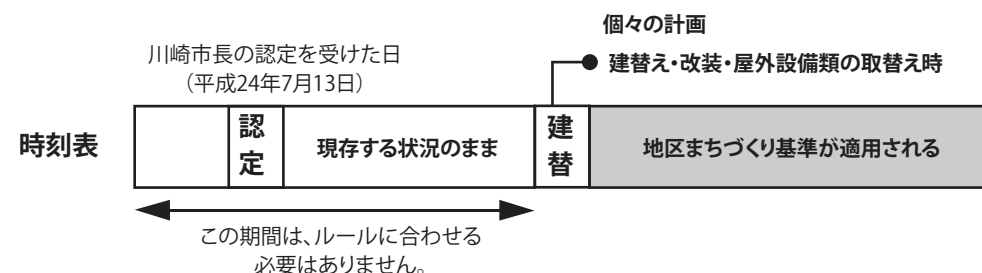 個々の計画
川崎市長の認定を受けた日
（平成24年7月13日）
建替え・改装・屋外設備類の取替え時
時刻表
認定
現存する状況のまま
建替
地区まちづくり基準が適用される
この期間は、ルールに合わせる
必要はありません。